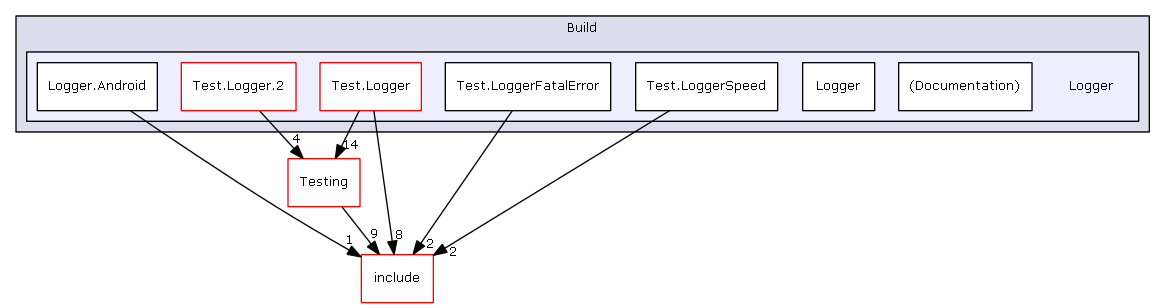 Build
Logger.Android
Test.Logger.2
Test.Logger
Test.LoggerFatalError
Test.LoggerSpeed
Logger
(Documentation)
Logger
4
14
Testing
1
9
8
2
2
include